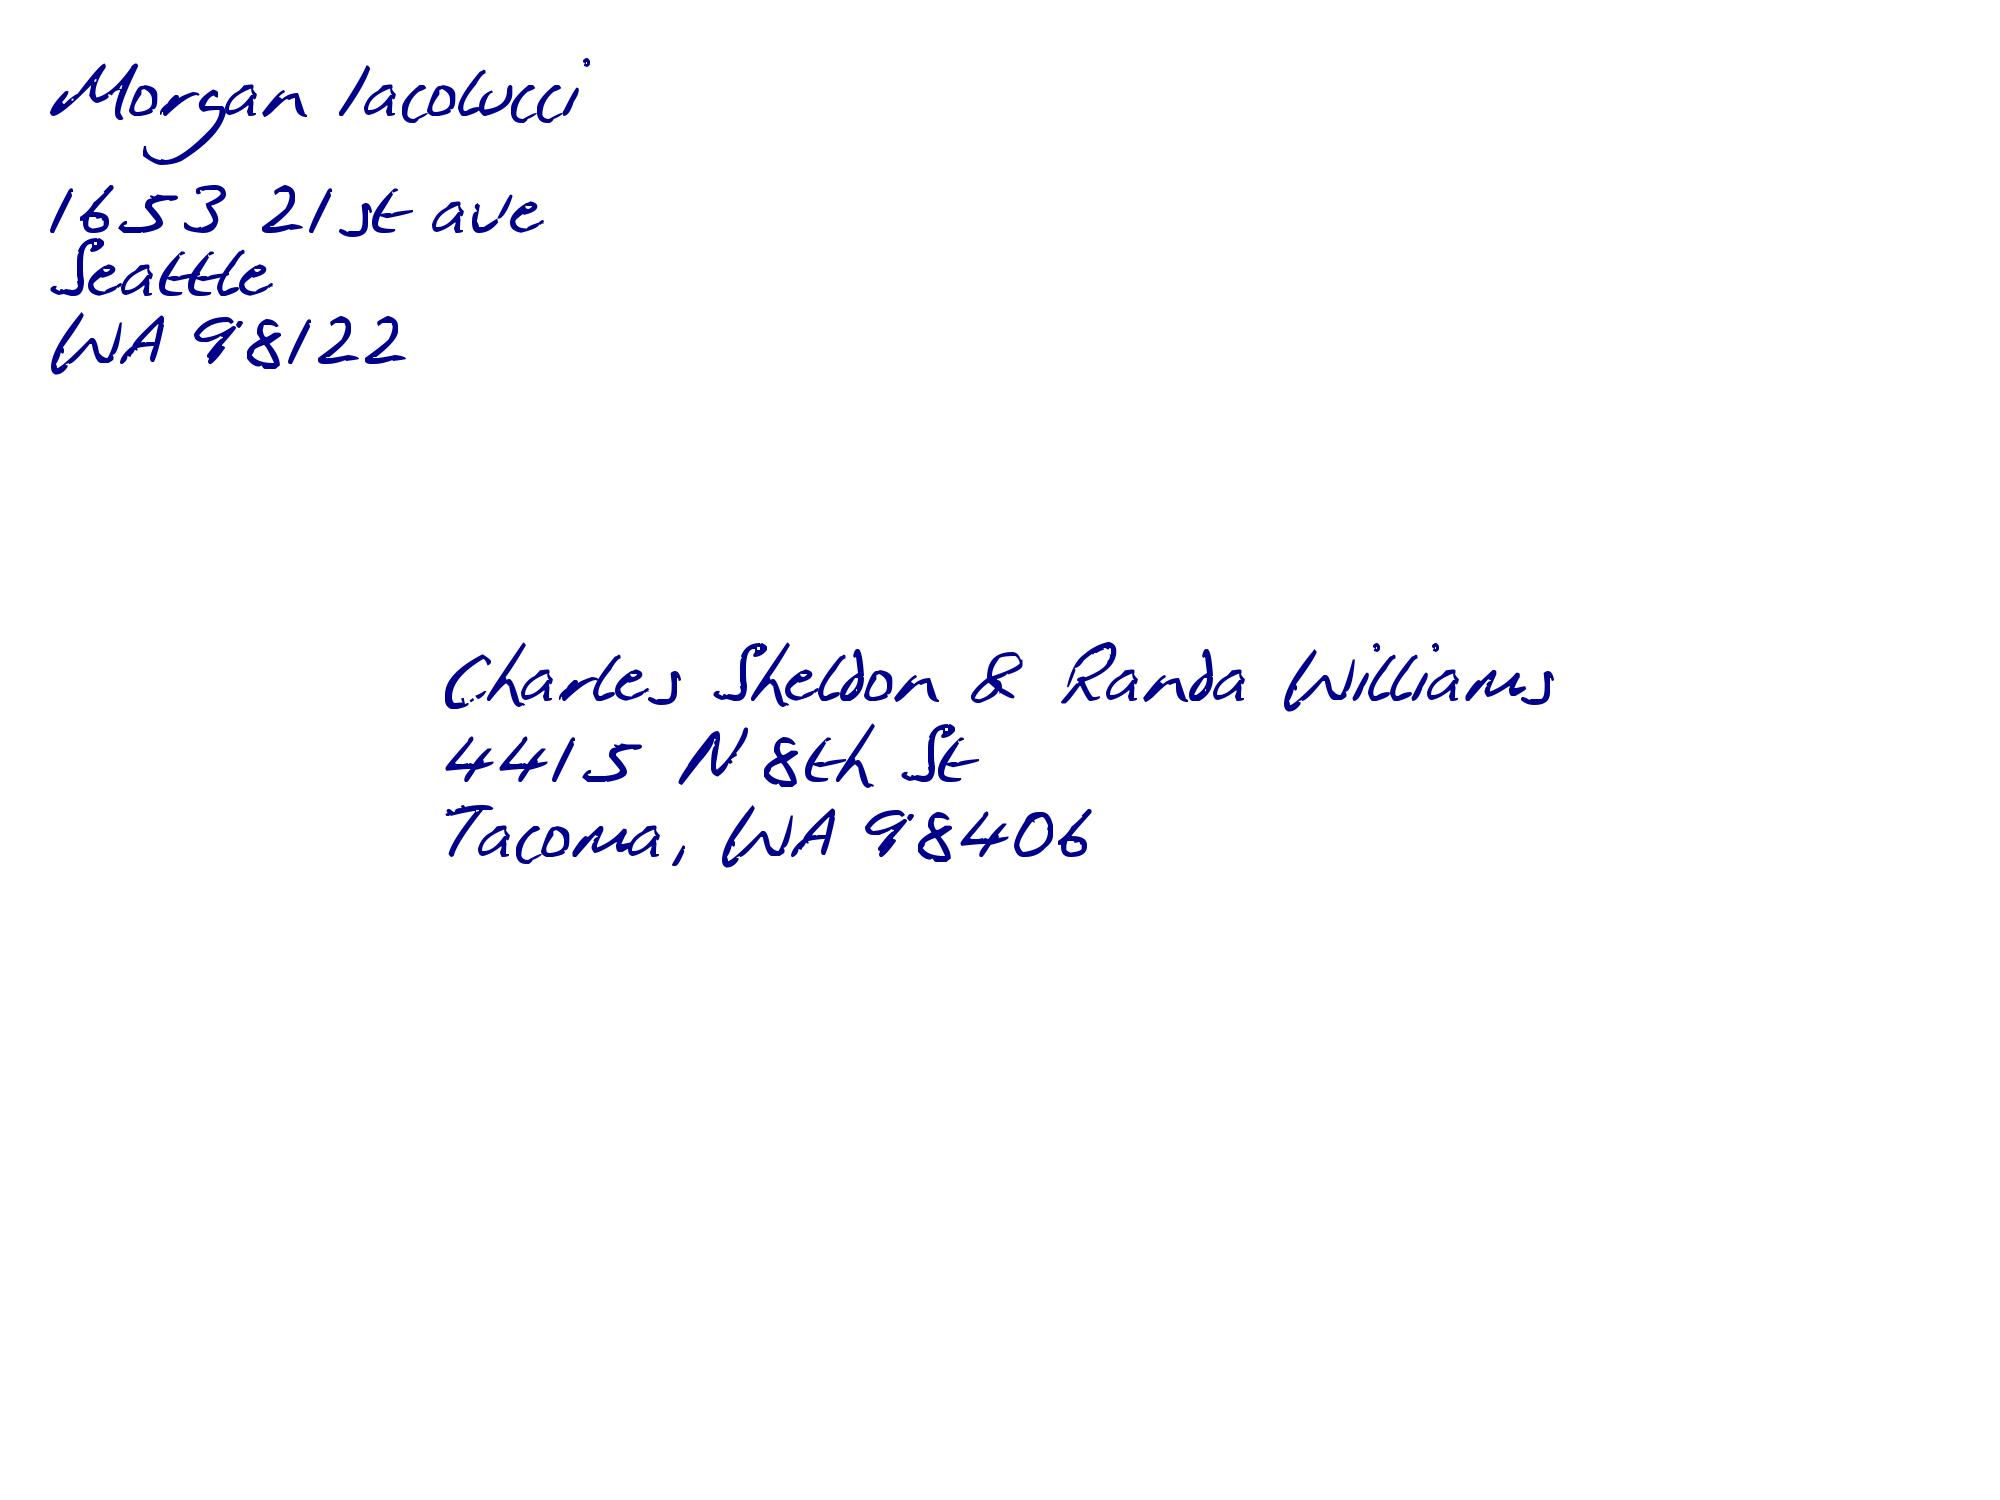 Morgan Iacolucci
1653 21st ave
Seattle
WA 98122
Charles Sheldon & Randa Williams
4415 N 8th St
Tacoma, WA 98406